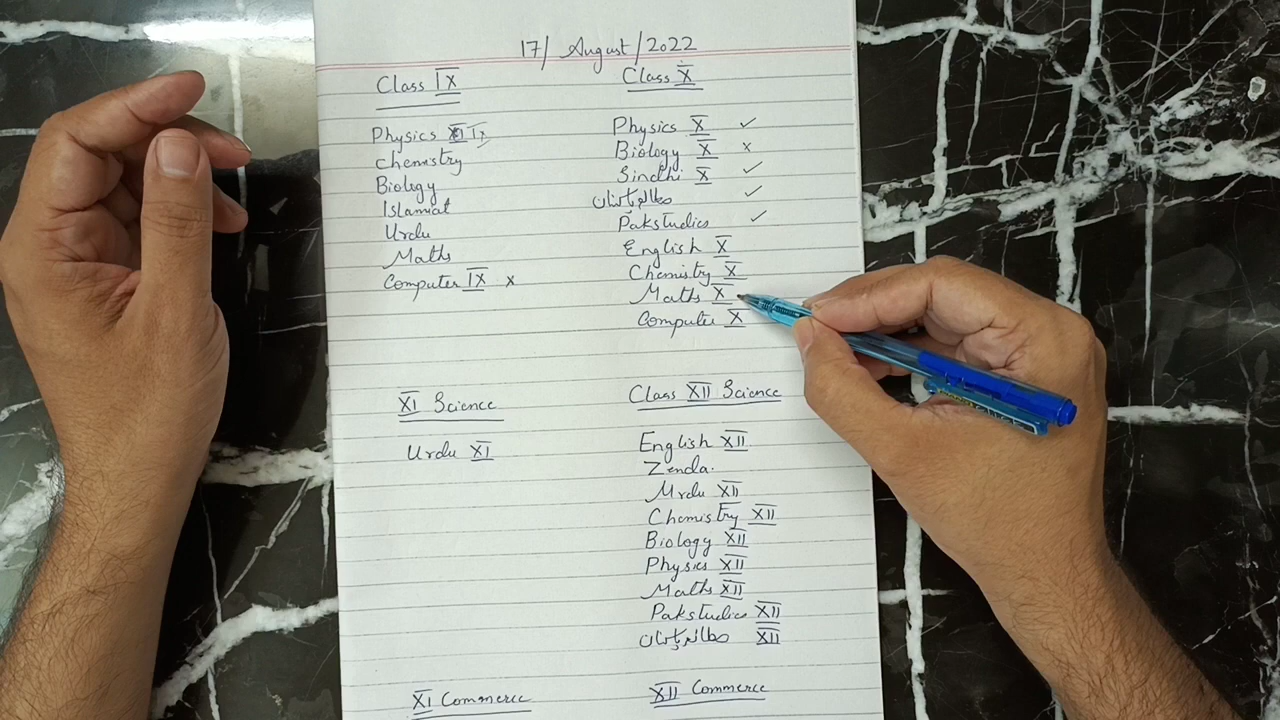 17/ August/2022
Class IX
Physics IX
Chemistry
Biology
Islamiat
Urdu
Maths
Computer IX x
Class X
Physics X ✓
Biology X x
Sindhi X ✓
مطالعہ پاکستان ✓
Pakstudies ✓
English X
Chemistry X
Maths X
Computer X
XI Science
Urdu XI
Class XII Science
English XII
Zenda.
Urdu XII
Chemistry XII
Biology XII
Physics XII
Maths XII
Pakstudies XII
مطالعہ پاکستان XII
XI Commerce
XII Commerce